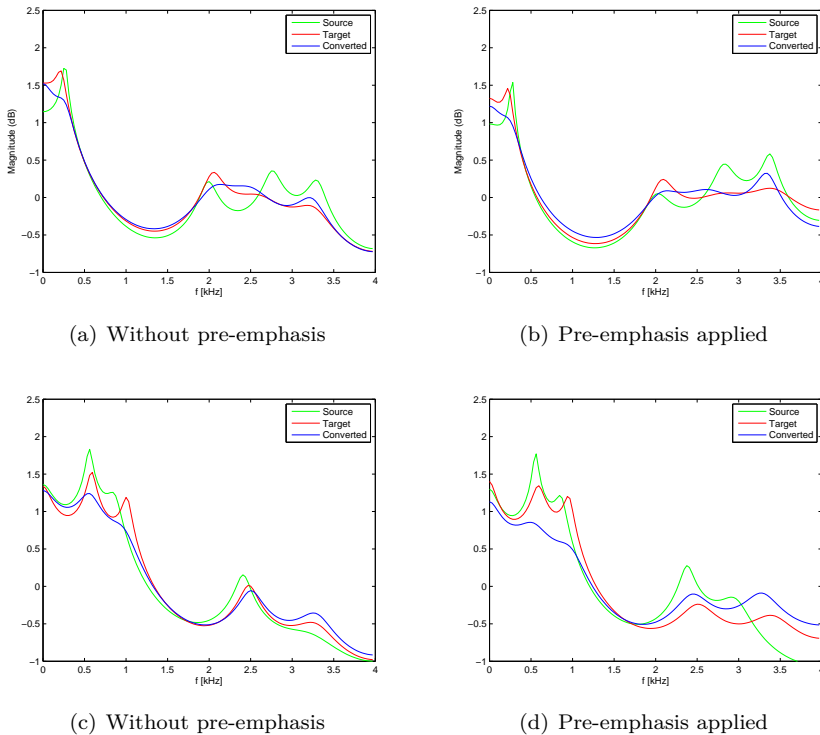 2.5
2
1.5
1
0.5
0
−0.5
−1
Magnitude (dB)
0 0.5 1 1.5 2 2.5 3 3.5 4
f [kHz]
Source
Target
Converted
(a) Without pre-emphasis
2.5
2
1.5
1
0.5
0
−0.5
−1
Magnitude (dB)
0 0.5 1 1.5 2 2.5 3 3.5 4
f [kHz]
Source
Target
Converted
(b) Pre-emphasis applied
2.5
2
1.5
1
0.5
0
−0.5
−1
0 0.5 1 1.5 2 2.5 3 3.5 4
f [kHz]
Source
Target
Converted
(c) Without pre-emphasis
2.5
2
1.5
1
0.5
0
−0.5
−1
0 0.5 1 1.5 2 2.5 3 3.5 4
f [kHz]
Source
Target
Converted
(d) Pre-emphasis applied